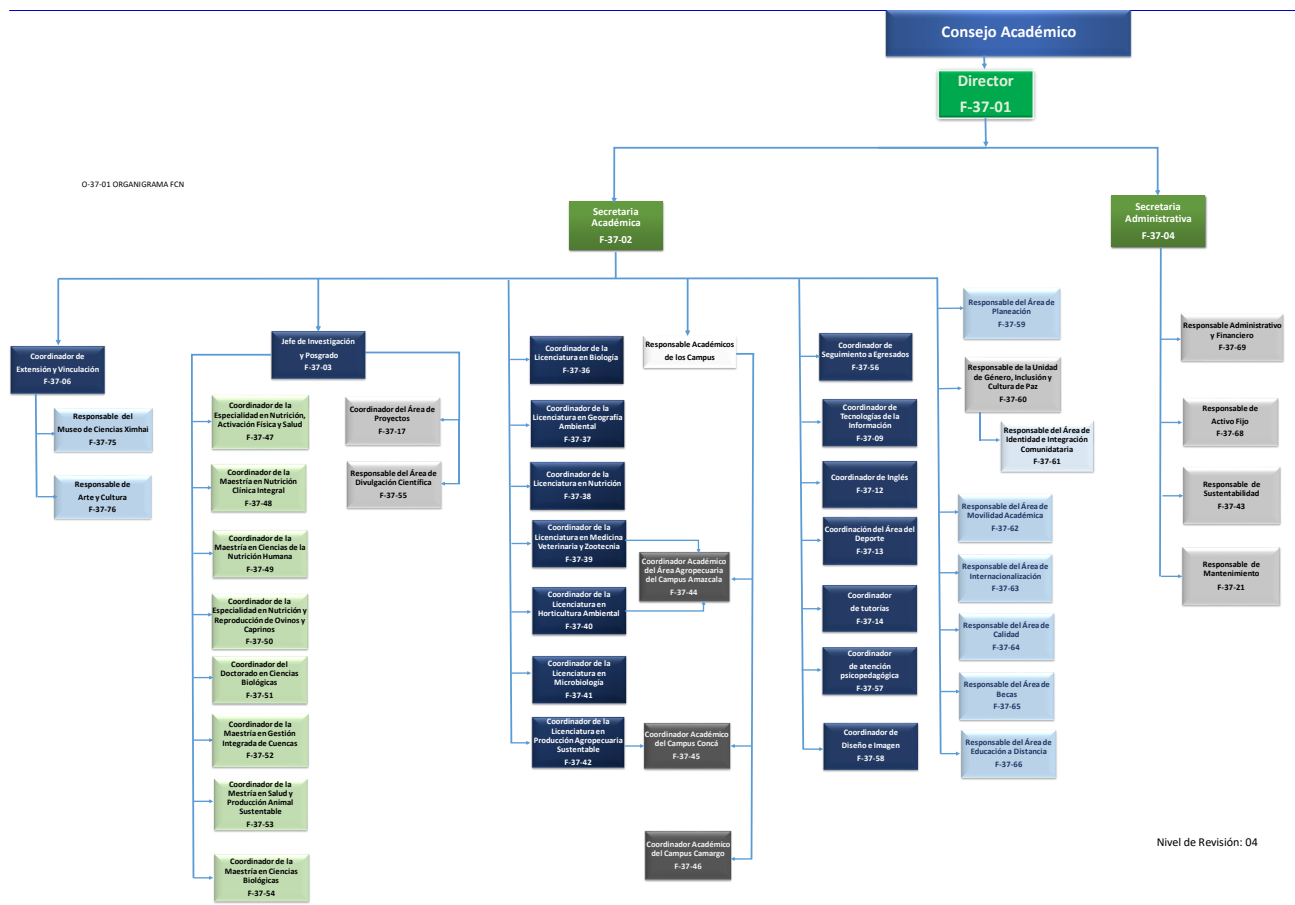 Consejo Académico
Director
F-37-01
O-37-01 ORGANIGRAMA FCN
Secretaria
Académica
F-37-02
Secretaria
Administrativa
F-37-04
Coordinador de
Extensión y Vinculación
F-37-06
Responsable del
Museo de Ciencias Ximhai
F-37-75
Responsable de
Arte y Cultura
F-37-76
Jefe de Investigación
y Posgrado
F-37-03
Coordinador de la
Especialidad en Nutrición,
Activación Física y Salud
F-37-47
Coordinador de la
Maestría en Nutrición
Clínica Integral
F-37-48
Coordinador de la
Maestría en Ciencias de la
Nutrición Humana
F-37-49
Coordinador de la
Especialidad en Nutrición y
Reproducción de Ovinos y
Caprinos
F-37-50
Coordinador del
Doctorado en Ciencias
Biológicas
F-37-51
Coordinador de la
Maestría en Gestión
Integrada de Cuencas
F-37-52
Coordinador de la
Mestría en Salud y
Producción Animal
Sustentable
F-37-53
Coordinador de la
Maestría en Ciencias
Biológicas
F-37-54
Coordinador del Área de
Proyectos
F-37-17
Responsable del Área de
Divulgación Científica
F-37-55
Coordinador de la
Licenciatura en Biología
F-37-36
Coordinador de la
Licenciatura en Geografía
Ambiental
F-37-37
Coordinador de la
Licenciatura en Nutrición
F-37-38
Coordinador de la
Licenciatura en Medicina
Veterinaria y Zootecnia
F-37-39
Coordinador de la
Licenciatura en
Horticultura Ambiental
F-37-40
Coordinador de la
Licenciatura en
Microbiología
F-37-41
Coordinador de la
Licenciatura en
Producción Agropecuaria
Sustentable
F-37-42
Responsable Académicos
de los Campus
Coordinador Académico
del Área Agropecuaria
del Campus Amazcala
F-37-44
Coordinador Académico
del Campus Concá
F-37-45
Coordinador Académico
del Campus Camargo
F-37-46
Coordinador de
Seguimiento a Egresados
F-37-56
Coordinador de
Tecnologías de la
Información
F-37-09
Coordinador de Inglés
F-37-12
Coordinación del Área del
Deporte
F-37-13
Coordinador
de tutorías
F-37-14
Coordinador
de atención
psicopedagógica
F-37-57
Coordinador de
Diseño e Imagen
F-37-58
Responsable del Área de
Planeación
F-37-59
Responsable de la Unidad
de Género, Inclusión y
Cultura de Paz
F-37-60
Responsable del Área de
Identidad e Integración
Comunidataria
F-37-61
Responsable del Área de
Movilidad Académica
F-37-62
Responsable del Área de
Internacionalización
F-37-63
Responsable del Área de
Calidad
F-37-64
Responsable del Área de
Becas
F-37-65
Responsable del Área de
Educación a Distancia
F-37-66
Responsable Administrativo
y Financiero
F-37-69
Responsable de
Activo Fijo
F-37-68
Responsable de
Sustentabilidad
F-37-43
Responsable de
Mantenimiento
F-37-21
Nivel de Revisión: 04